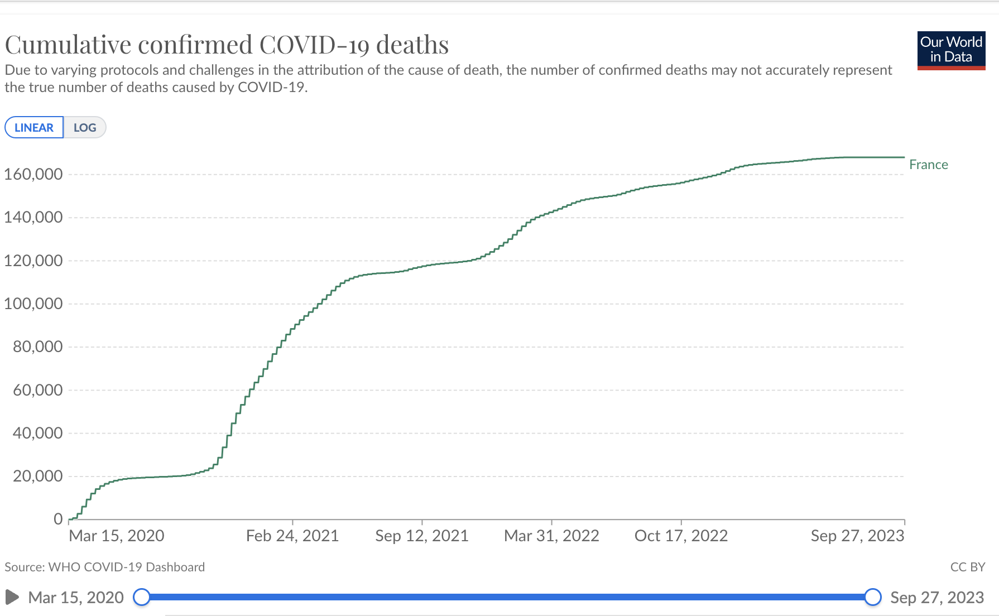 Cumulative confirmed COVID-19 deaths
Due to varying protocols and challenges in the attribution of the cause of death, the number of confirmed deaths may not accurately represent
the true number of deaths caused by COVID-19.
Our World
in Data
LINEAR LOG
160,000
France
140,000
120,000
100,000
80,000
60,000
40,000
20,000
0
Mar 15, 2020 Feb 24, 2021 Sep 12, 2021 Mar 31, 2022 Oct 17, 2022 Sep 27, 2023
Source: WHO COVID-19 Dashboard CC BY
Mar 15, 2020 Sep 27, 2023